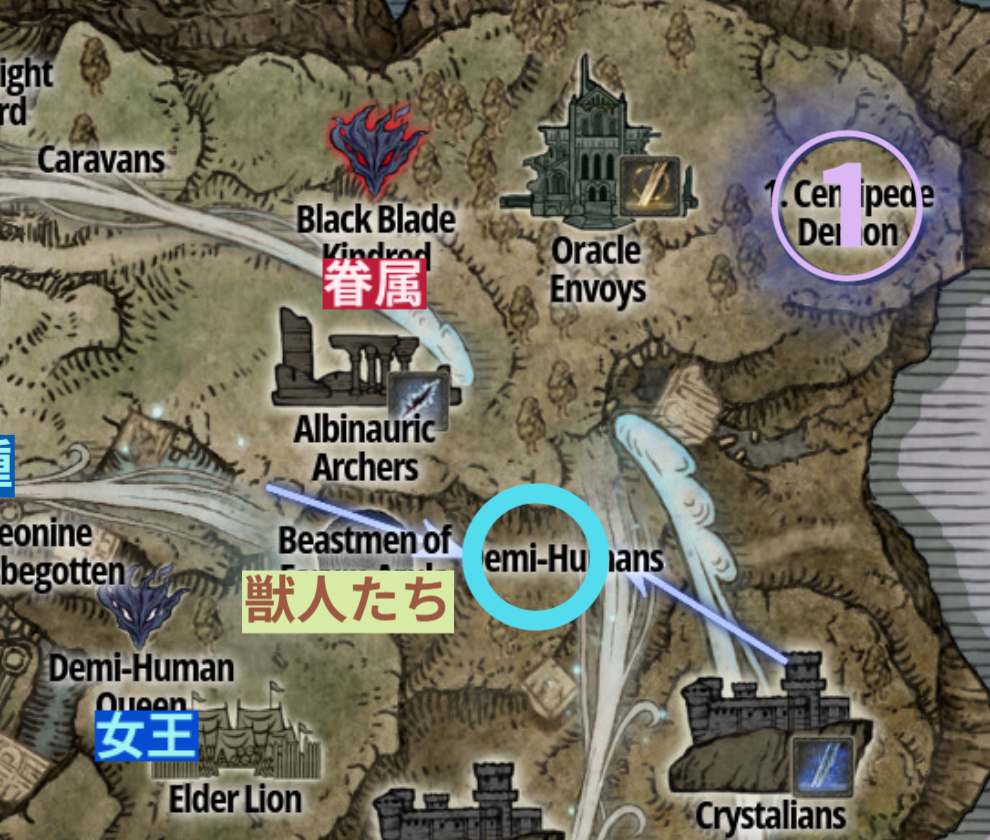 ight
rd
Caravans
Black Blade
Kindred
眷属
Oracle
Envoys
1. Centipede
Demon
1
Albinauric
Archers
eonine
begotten
Beastmen of
獣人たち
Demi-Humans
Demi-Human
Queen
女王
Elder Lion
Crystalians